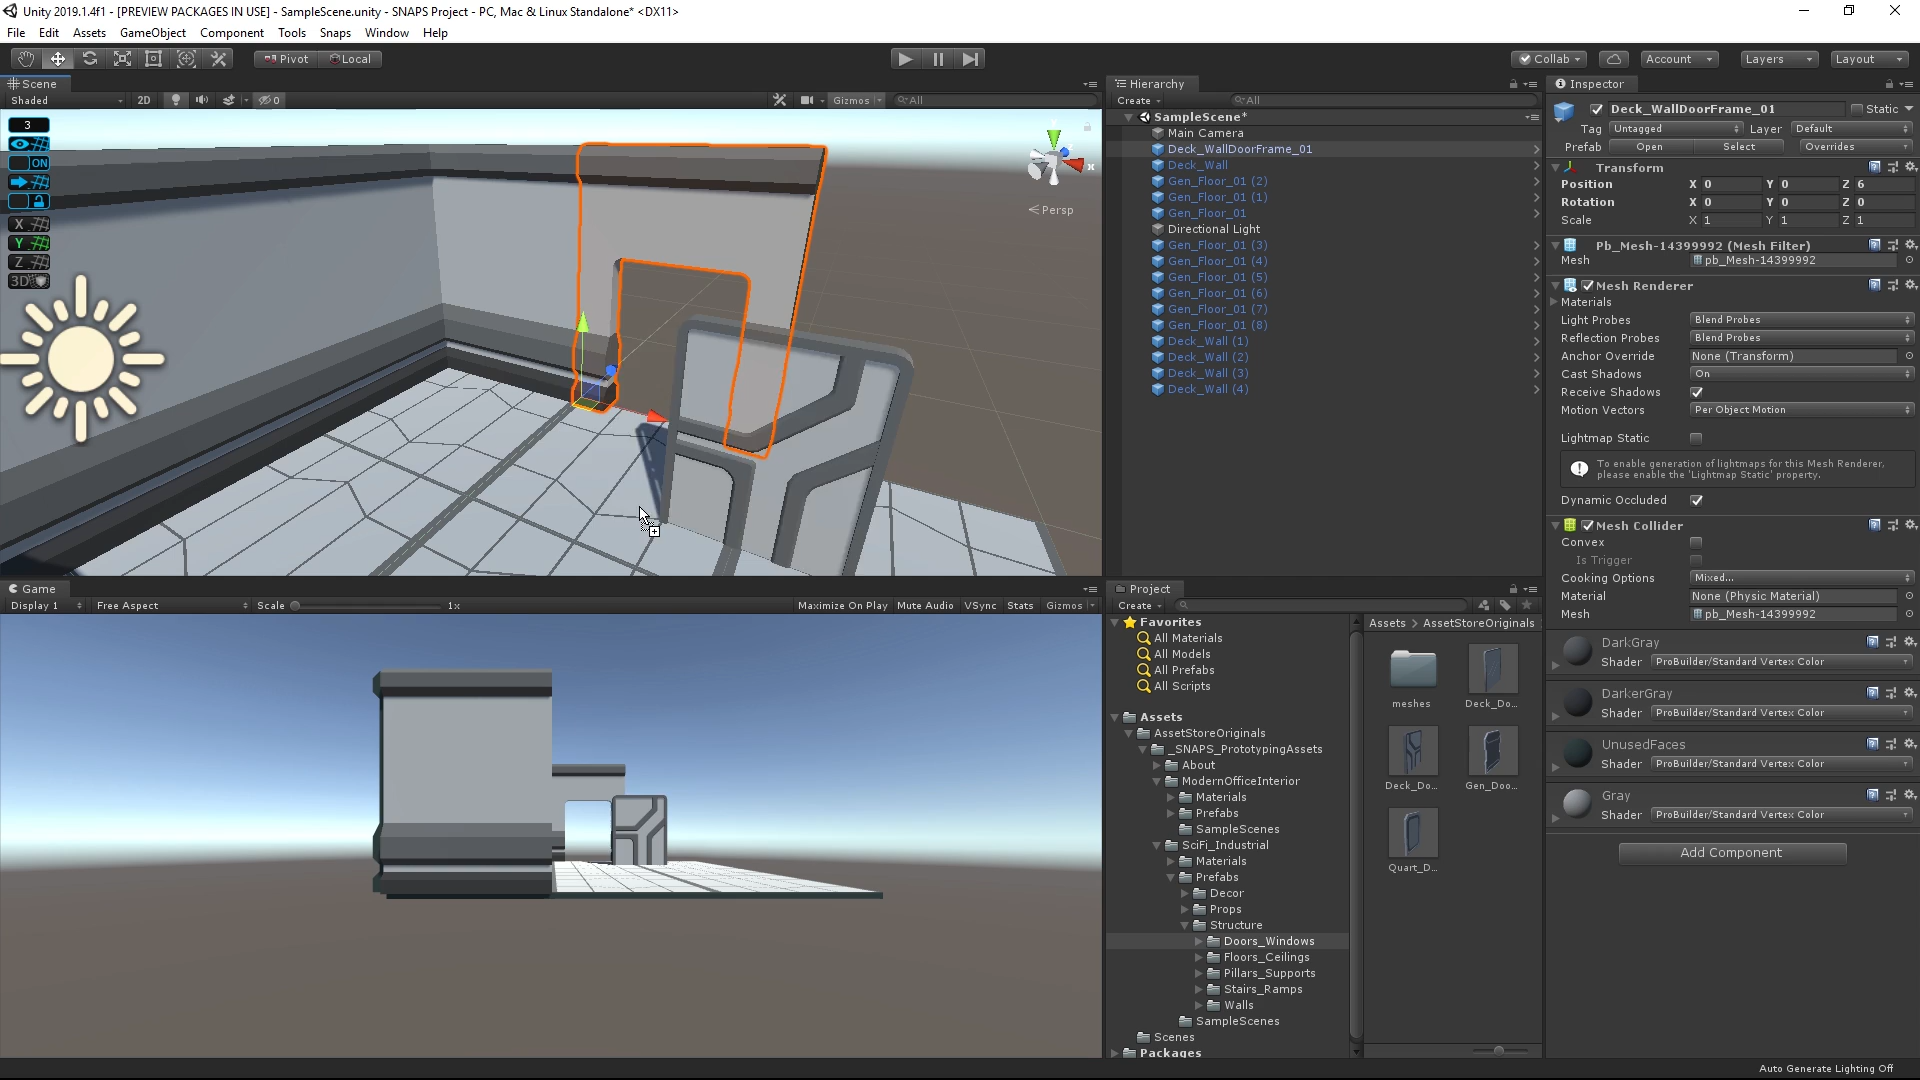 Unity 2019.1.4f1 - [PREVIEW PACKAGES IN USE] - SampleScene.unity - SNAPS Project - PC, Mac & Linux Standalone* <DX11>
File Edit Assets GameObject Component Tools Snaps Window Help
Pivot Local
Collab Account Layers Layout
Scene
Shaded 2D 0 Gizmos All
3
ON
X
Y
Z
3D
x
Persp
Hierarchy
Create All
SampleScene*
Main Camera
Deck_WallDoorFrame_01
Deck_Wall
Gen_Floor_01 (2)
Gen_Floor_01 (1)
Gen_Floor_01
Directional Light
Gen_Floor_01 (3)
Gen_Floor_01 (4)
Gen_Floor_01 (5)
Gen_Floor_01 (6)
Gen_Floor_01 (7)
Gen_Floor_01 (8)
Deck_Wall (1)
Deck_Wall (2)
Deck_Wall (3)
Deck_Wall (4)
Game
Display 1 Free Aspect Scale 1x Maximize On Play Mute Audio VSync Stats Gizmos
Project
Create
Favorites
All Materials
All Models
All Prefabs
All Scripts
Assets
AssetStoreOriginals
_SNAPS_PrototypingAssets
About
ModernOfficeInterior
Materials
Prefabs
SampleScenes
SciFi_Industrial
Materials
Prefabs
Decor
Props
Structure
Doors_Windows
Floors_Ceilings
Pillars_Supports
Stairs_Ramps
Walls
SampleScenes
Scenes
Packages
Assets > AssetStoreOriginals
meshes Deck_Do...
Deck_Do... Gen_Doo...
Quart_D...
Inspector
Deck_WallDoorFrame_01 Static
Tag Untagged Layer Default
Prefab Open Select Overrides
Transform
Position X 0 Y 0 Z 6
Rotation X 0 Y 0 Z 0
Scale X 1 Y 1 Z 1
Pb_Mesh-14399992 (Mesh Filter)
Mesh pb_Mesh-14399992
Mesh Renderer
Materials
Light Probes Blend Probes
Reflection Probes Blend Probes
Anchor Override None (Transform)
Cast Shadows On
Receive Shadows
Motion Vectors Per Object Motion
Lightmap Static
To enable generation of lightmaps for this Mesh Renderer, please enable the 'Lightmap Static' property.
Dynamic Occluded
Mesh Collider
Convex
Is Trigger
Cooking Options Mixed...
Material None (Physic Material)
Mesh pb_Mesh-14399992
DarkGray
Shader ProBuilder/Standard Vertex Color
DarkerGray
Shader ProBuilder/Standard Vertex Color
UnusedFaces
Shader ProBuilder/Standard Vertex Color
Gray
Shader ProBuilder/Standard Vertex Color
Add Component
Auto Generate Lighting Off